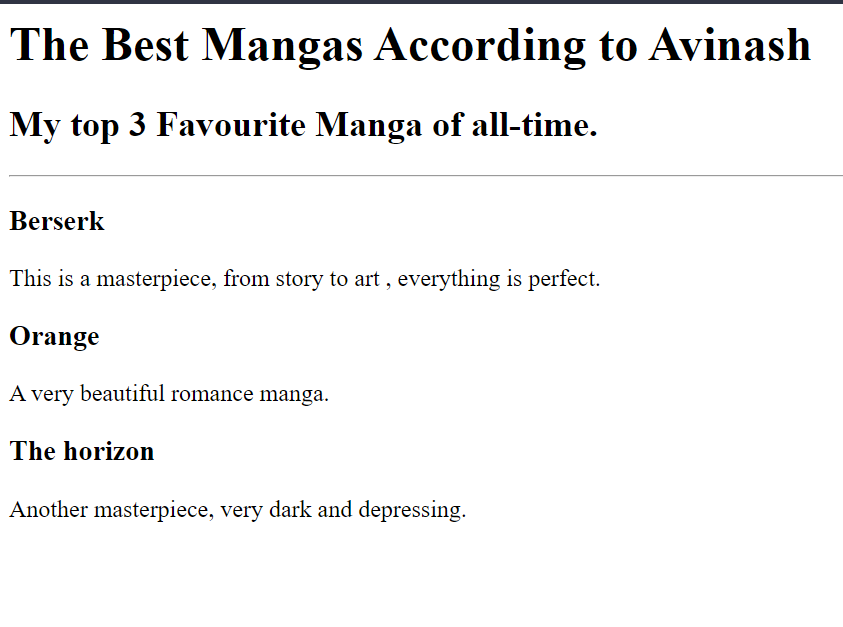 The Best Mangas According to Avinash
My top 3 Favourite Manga of all-time.
Berserk
This is a masterpiece, from story to art , everything is perfect.
Orange
A very beautiful romance manga.
The horizon
Another masterpiece, very dark and depressing.